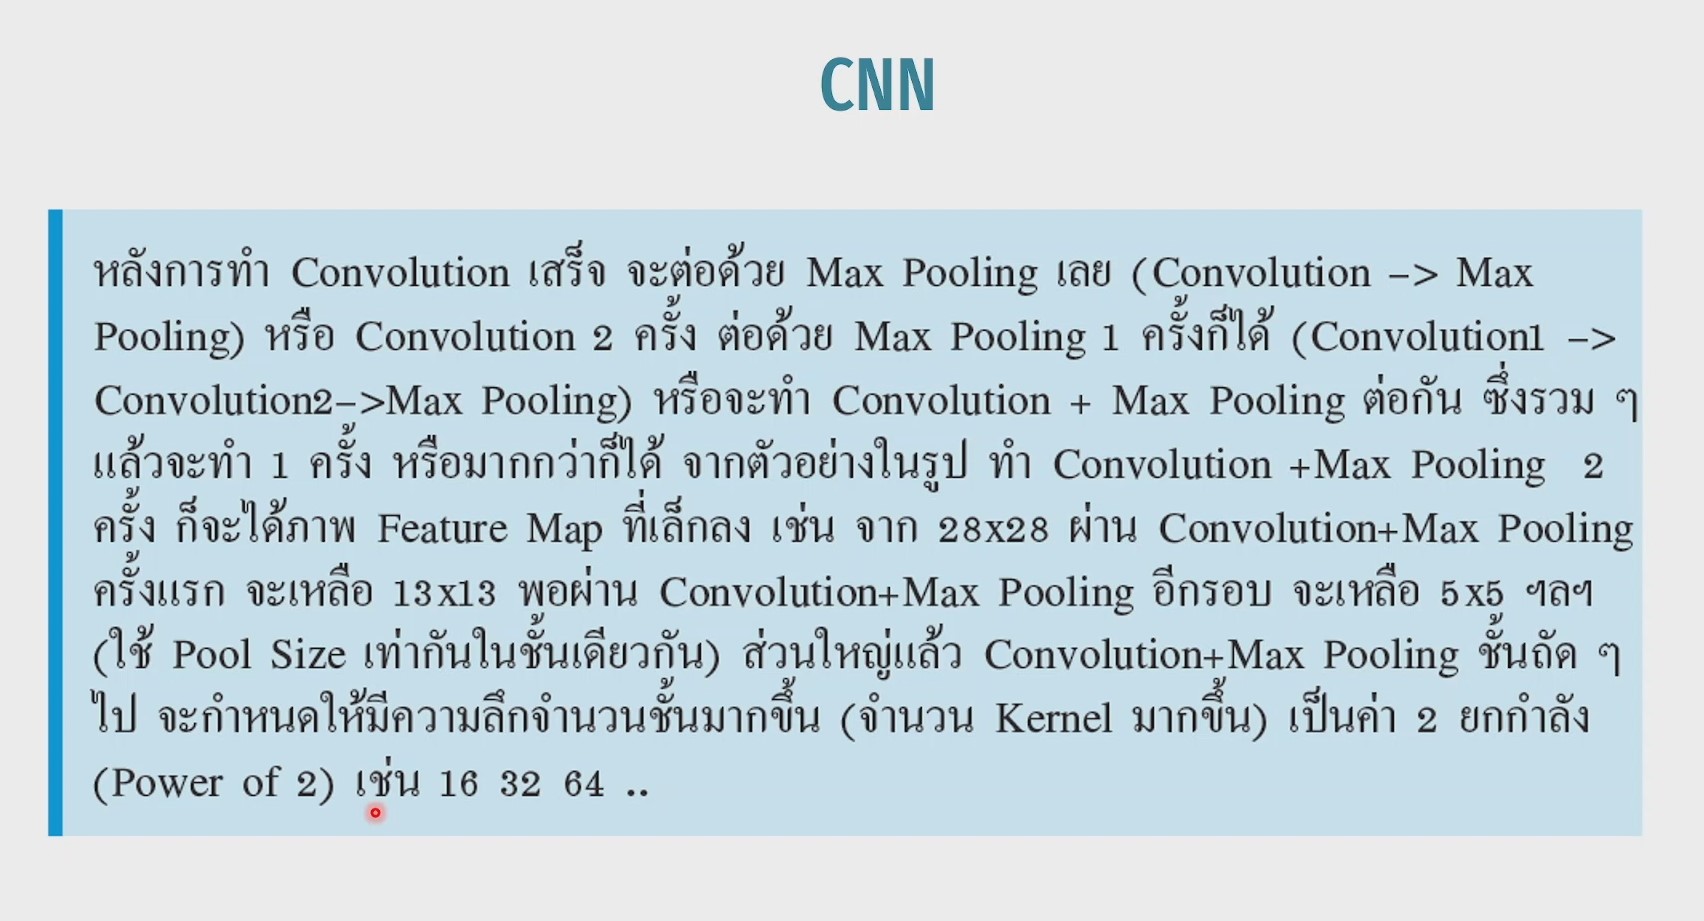 CNN
หลังการทำ Convolution เสร็จ จะต่อด้วย Max Pooling เลย (Convolution –> Max
Pooling) หรือ Convolution 2 ครั้ง ต่อด้วย Max Pooling 1 ครั้งก็ได้ (Convolution1 –>
Convolution2–>Max Pooling) หรือจะทำ Convolution + Max Pooling ต่อกัน ซึ่งรวม ๆ
แล้วจะทำ 1 ครั้ง หรือมากกว่าก็ได้ จากตัวอย่างในรูป ทำ Convolution +Max Pooling 2
ครั้ง ก็จะได้ภาพ Feature Map ที่เล็กลง เช่น จาก 28x28 ผ่าน Convolution+Max Pooling
ครั้งแรก จะเหลือ 13x13 พอผ่าน Convolution+Max Pooling อีกรอบ จะเหลือ 5x5 ฯลฯ
(ใช้ Pool Size เท่ากันในชั้นเดียวกัน) ส่วนใหญ่แล้ว Convolution+Max Pooling ชั้นถัด ๆ
ไป จะกำหนดให้มีความลึกจำนวนชั้นมากขึ้น (จำนวน Kernel มากขึ้น) เป็นค่า 2 ยกกำลัง
(Power of 2) เช่น 16 32 64 ..